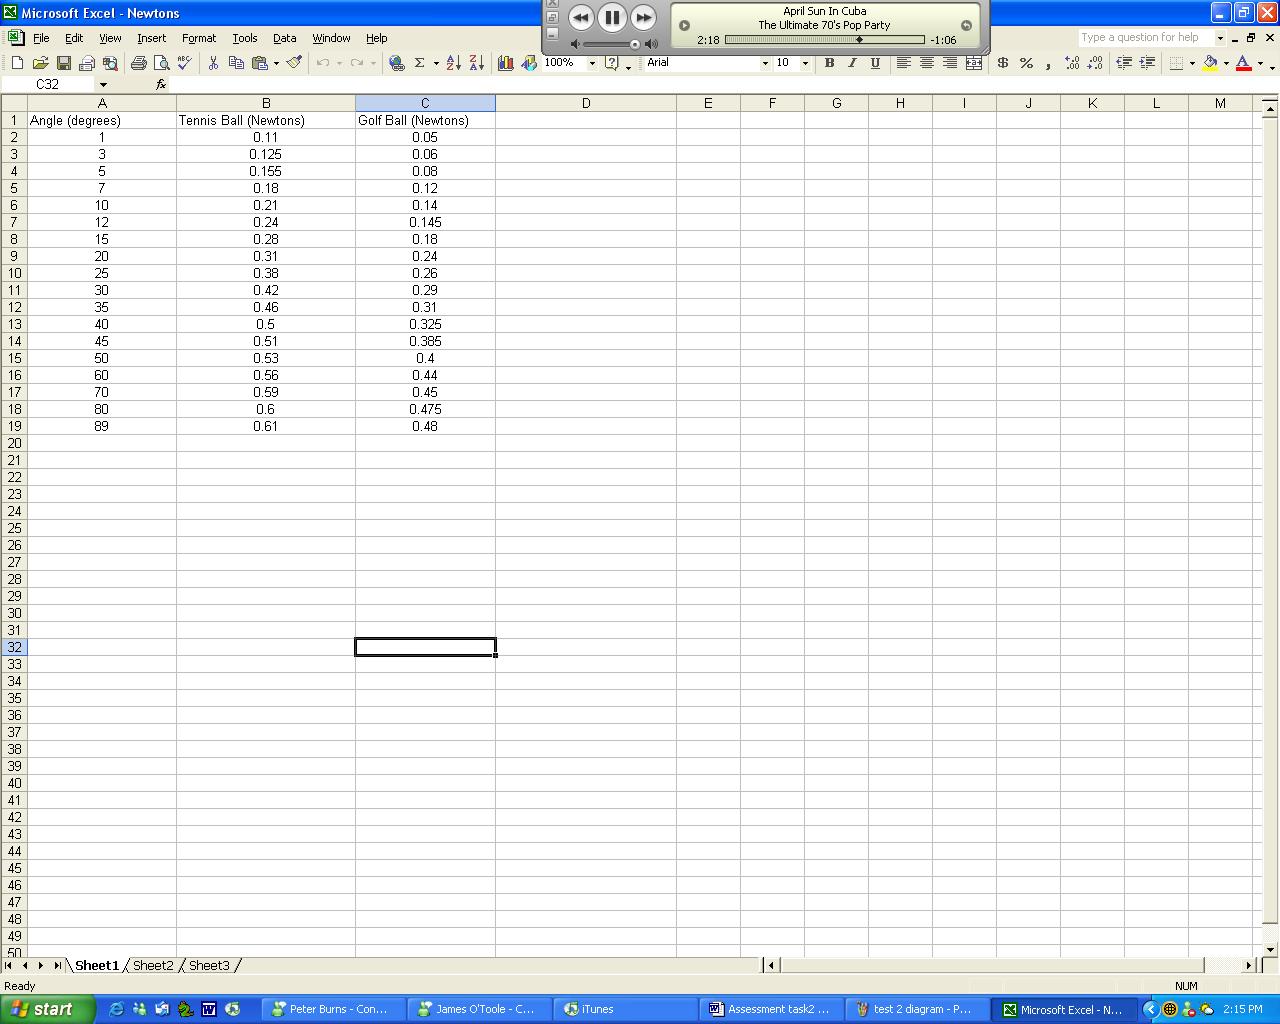 Microsoft Excel - Newtons
April Sun In Cuba
The Ultimate 70's Pop Party
2:18 -1:06
File Edit View Insert Format Tools Data Window Help
Type a question for help
100% Arial 10 B I U $ % ,
C32 fx
A B C D E F G H I J K L M
1 Angle (degrees) Tennis Ball (Newtons) Golf Ball (Newtons)
2 1 0.11 0.05
3 3 0.125 0.06
4 5 0.155 0.08
5 7 0.18 0.12
6 10 0.21 0.14
7 12 0.24 0.145
8 15 0.28 0.18
9 20 0.31 0.24
10 25 0.38 0.26
11 30 0.42 0.29
12 35 0.46 0.31
13 40 0.5 0.325
14 45 0.51 0.385
15 50 0.53 0.4
16 60 0.56 0.44
17 70 0.59 0.45
18 80 0.6 0.475
19 89 0.61 0.48
20
21
22
23
24
25
26
27
28
29
30
31
32
33
34
35
36
37
38
39
40
41
42
43
44
45
46
47
48
49
50
Sheet1 Sheet2 Sheet3
Ready NUM
start Peter Burns - Con... James O'Toole - C... iTunes Assessment task2 ... test 2 diagram - P... Microsoft Excel - N... 2:15 PM